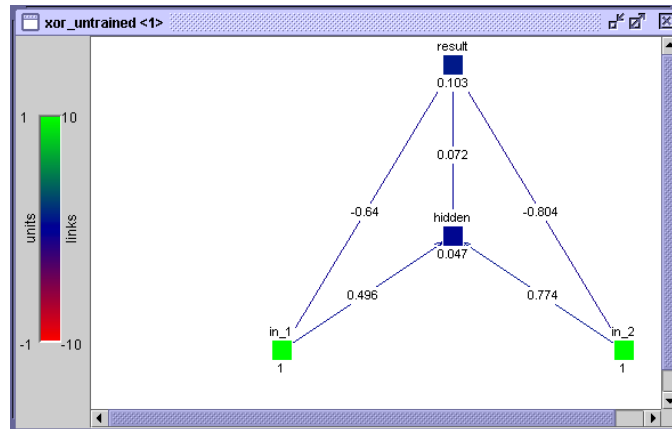 xor_untrained <1>
result
0.103
1 10
0.072
units
links
-0.64
-0.804
hidden
0.047
0.496
0.774
in_1
in_2
-1 -10
1
1